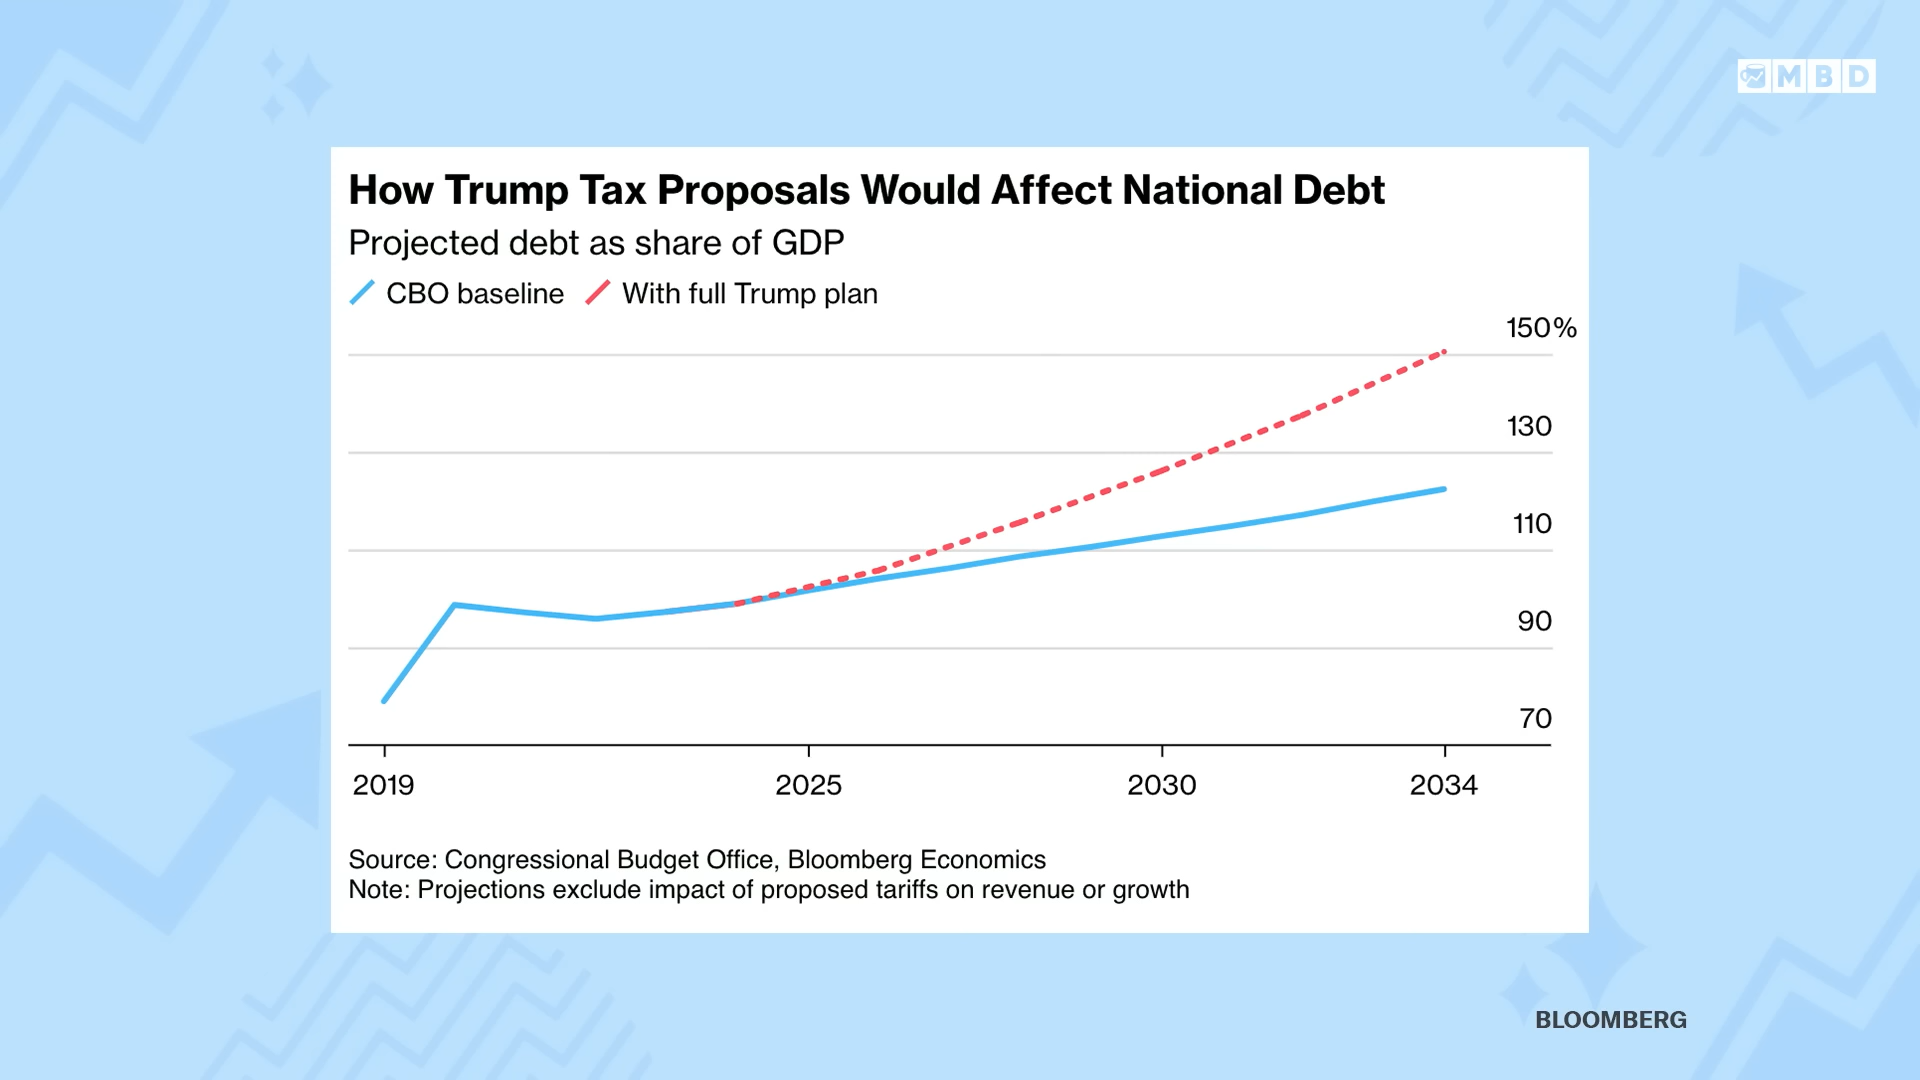 MBD
How Trump Tax Proposals Would Affect National Debt
Projected debt as share of GDP
CBO baseline With full Trump plan
150%
130
110
90
70
2019 2025 2030 2034
Source: Congressional Budget Office, Bloomberg Economics
Note: Projections exclude impact of proposed tariffs on revenue or growth
BLOOMBERG